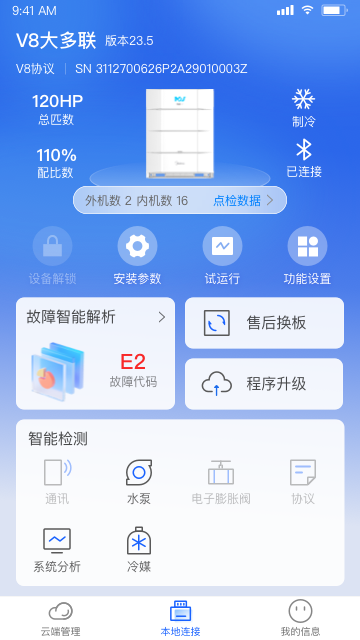 9:41 AM
V8大多联 版本23.5
V8协议 SN 3112700626P2A29010003Z
120HP
总匹数
制冷
110%
配比数
已连接
外机数 2 内机数 16 点检数据
设备解锁 安装参数 试运行 功能设置
故障智能解析
售后换板
E2
故障代码
程序升级
智能检测
通讯 水泵 电子膨胀阀 协议
系统分析 冷媒
云端管理 本地连接 我的信息